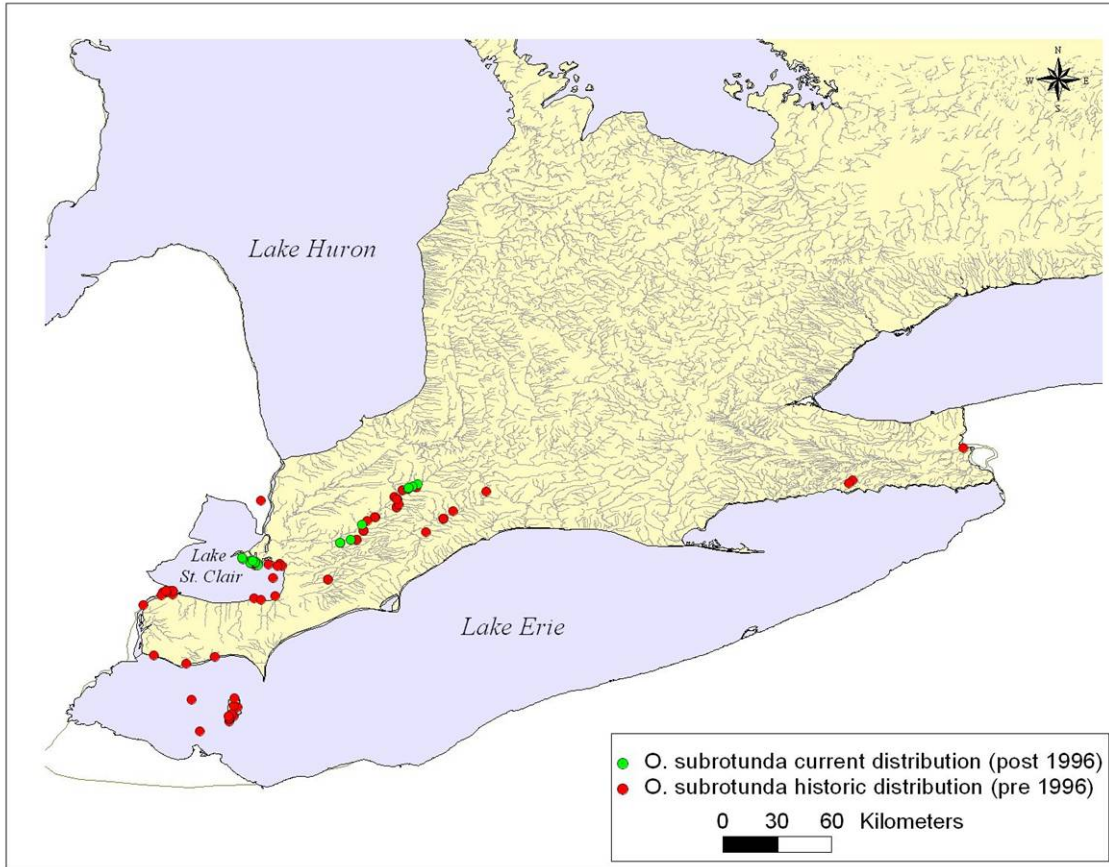 N
W E
S
Lake Huron
Lake
St. Clair
Lake Erie
O. subrotunda current distribution (post 1996)
O. subrotunda historic distribution (pre 1996)
0 30 60 Kilometers